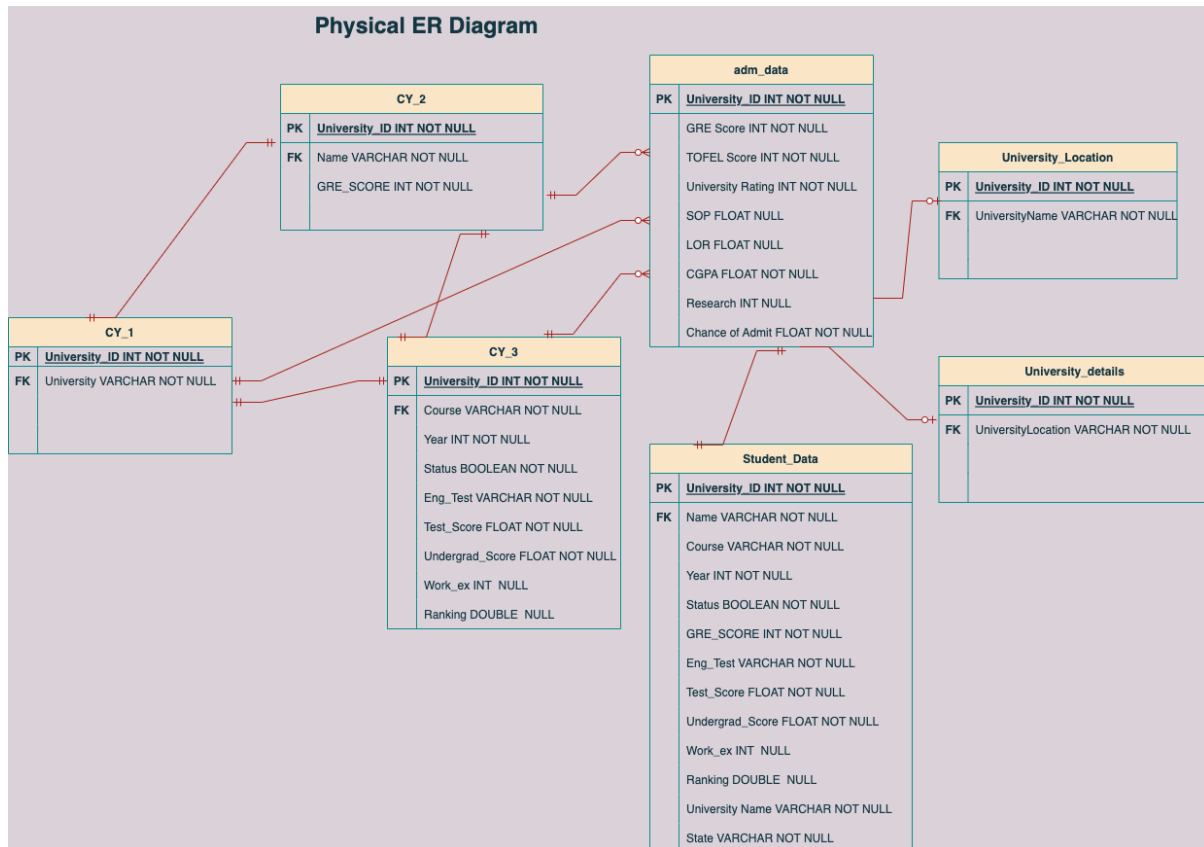 Physical ER Diagram
CY_2
PK University_ID INT NOT NULL
FK Name VARCHAR NOT NULL
GRE_SCORE INT NOT NULL
adm_data
PK University_ID INT NOT NULL
GRE Score INT NOT NULL
TOFEL Score INT NOT NULL
University Rating INT NOT NULL
SOP FLOAT NULL
LOR FLOAT NULL
CGPA FLOAT NOT NULL
Research INT NULL
Chance of Admit FLOAT NOT NULL
University_Location
PK University_ID INT NOT NULL
FK UniversityName VARCHAR NOT NULL
CY_1
PK University_ID INT NOT NULL
FK University VARCHAR NOT NULL
CY_3
PK University_ID INT NOT NULL
FK Course VARCHAR NOT NULL
Year INT NOT NULL
Status BOOLEAN NOT NULL
Eng_Test VARCHAR NOT NULL
Test_Score FLOAT NOT NULL
Undergrad_Score FLOAT NOT NULL
Work_ex INT NULL
Ranking DOUBLE NULL
University_details
PK University_ID INT NOT NULL
FK UniversityLocation VARCHAR NOT NULL
Student_Data
PK University_ID INT NOT NULL
FK Name VARCHAR NOT NULL
Course VARCHAR NOT NULL
Year INT NOT NULL
Status BOOLEAN NOT NULL
GRE_SCORE INT NOT NULL
Eng_Test VARCHAR NOT NULL
Test_Score FLOAT NOT NULL
Undergrad_Score FLOAT NOT NULL
Work_ex INT NULL
Ranking DOUBLE NULL
University Name VARCHAR NOT NULL
State VARCHAR NOT NULL